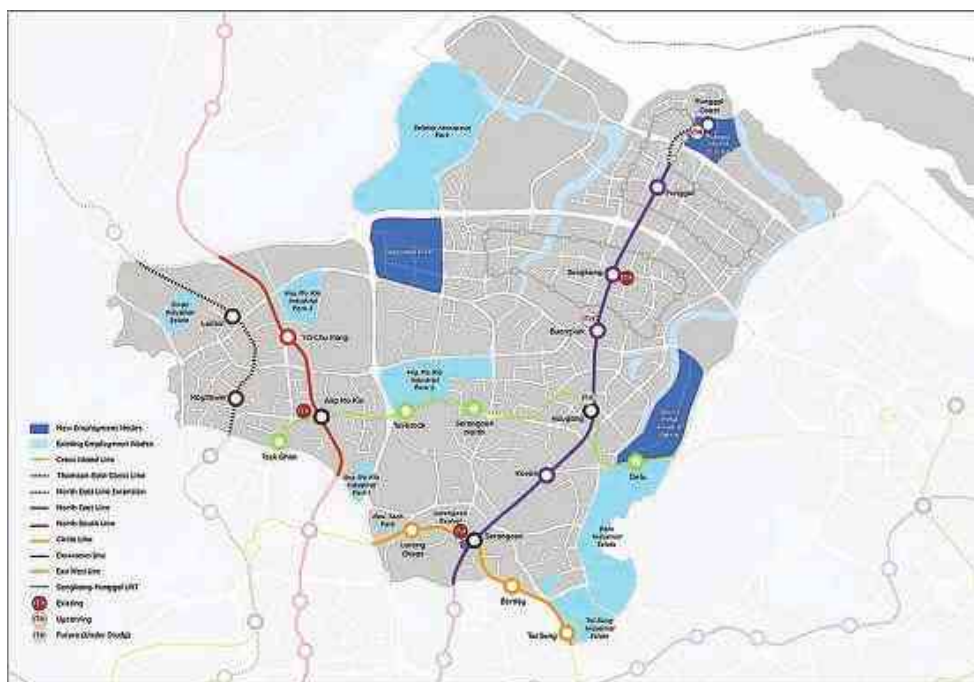 Punggol
Coast
Punggol
Sengkang
Buangkok
Ang Mo Kio
Industrial
Park 3
Lentor
Yio Chu Kang
Ang Mo Kio
Industrial
Park 2
Mayflower
Ang Mo Kio
Hougang
Tavistock
Serangoon
North
Teck Ghee
Defu
Kovan
Ang Mo Kio
Industrial
Park 1
New Tech
Park
Serangoon
Lorong
Chuan
Defu
Industrial
Estate
Bartley
Tai Seng
Tai Seng
Industrial
Estate
New Employment Nodes
Existing Employment Nodes
Cross Island Line
Thomson-East Coast Line
North East Line Extension
North East Line
North South Line
Circle Line
Downtown Line
East West Line
Sengkang-Punggol LRT
Existing
Upcoming
Future (Under Study)